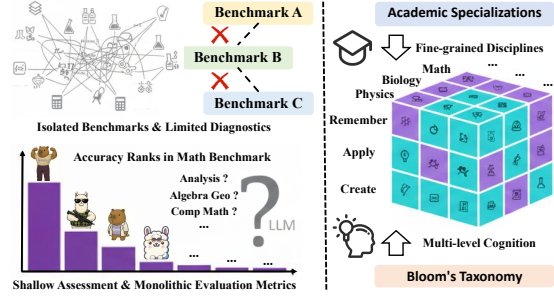 Benchmark A
Benchmark B
Benchmark C
Isolated Benchmarks & Limited Diagnostics
Accuracy Ranks in Math Benchmark
Analysis ?
Algebra Geo ?
Comp Math ?
...
?
LLM
...
...
...
Shallow Assessment & Monolithic Evaluation Metrics
Academic Specializations
Fine-grained Disciplines
Math
...
...
Biology
Physics
Remember
Apply
Create
Multi-level Cognition
Bloom's Taxonomy